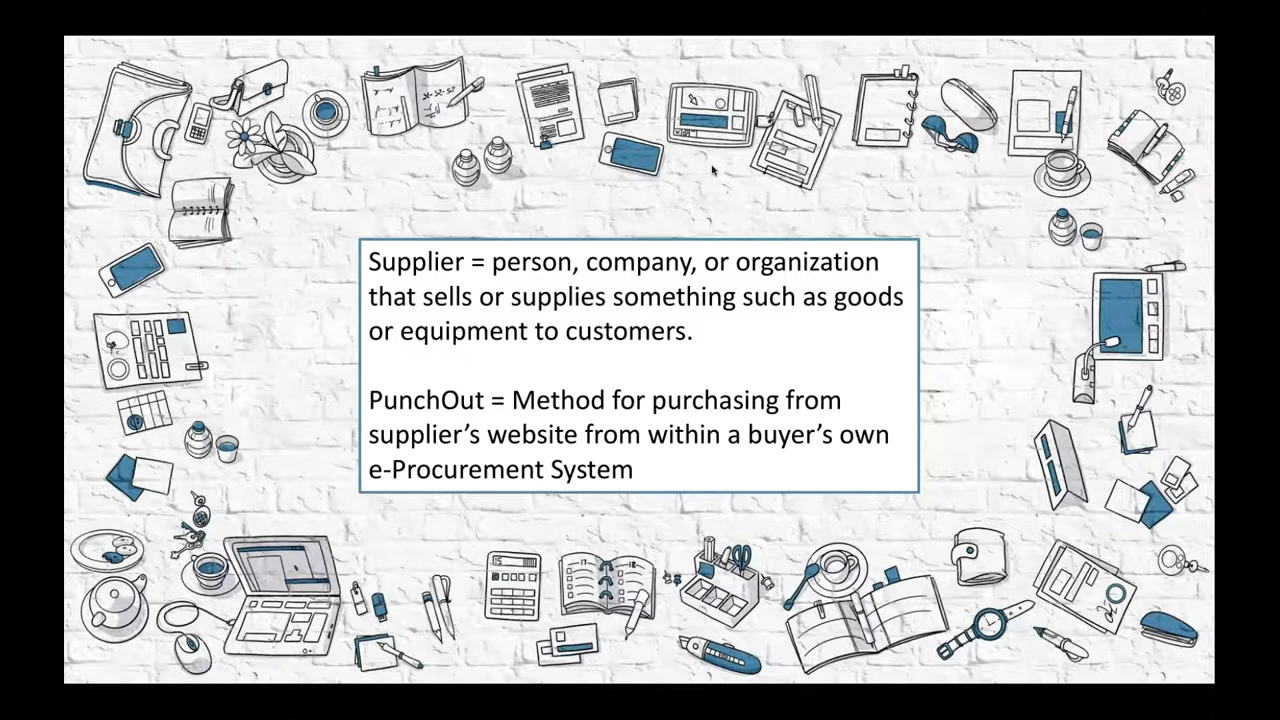 Supplier = person, company, or organization
that sells or supplies something such as goods
or equipment to customers.
PunchOut = Method for purchasing from
supplier’s website from within a buyer’s own
e-Procurement System